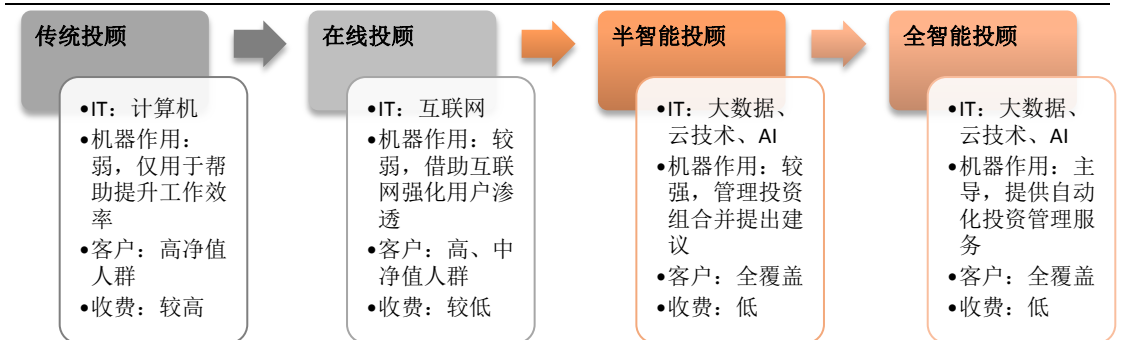 传统投顾
•IT：计算机
•机器作用：
弱，仅用于帮
助提升工作效
率
•客户：高净值
人群
•收费：较高
在线投顾
•IT：互联网
•机器作用：较
弱，借助互联
网强化用户渗
透
•客户：高、中
净值人群
•收费：较低
半智能投顾
•IT：大数据、
云技术、AI
•机器作用：较
强，管理投资
组合并提出建
议
•客户：全覆盖
•收费：低
全智能投顾
•IT：大数据、
云技术、AI
•机器作用：主
导，提供自动
化投资管理服
务
•客户：全覆盖
•收费：低